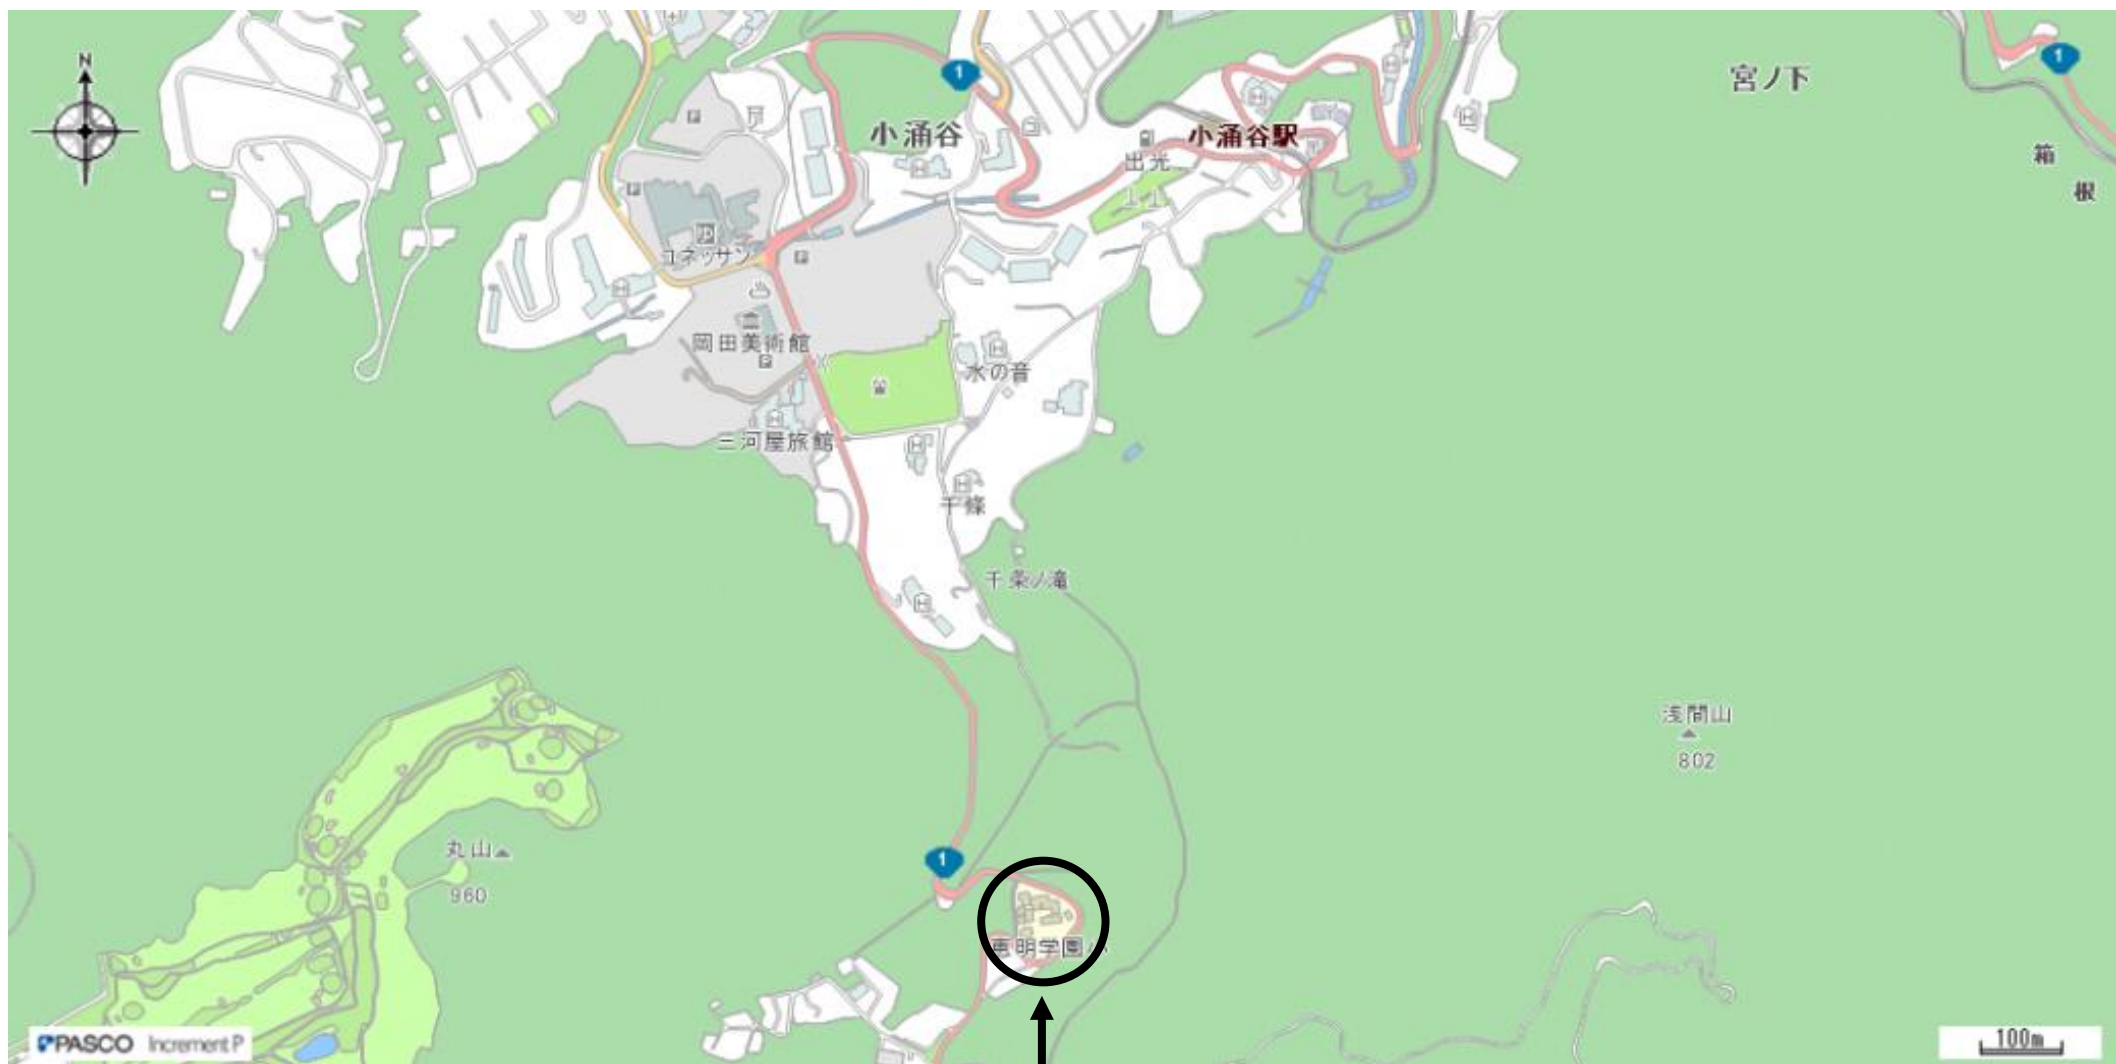 N
1
1
宮ノ下
小涌谷
小涌谷駅
箱
根
出光
P
P
ユネッサン
P
岡田美術館
P
水の音
三河屋旅館
千條
千条ノ滝
浅間山
802
丸山
960
1
恵明学園小
PASCO Increment P
100m